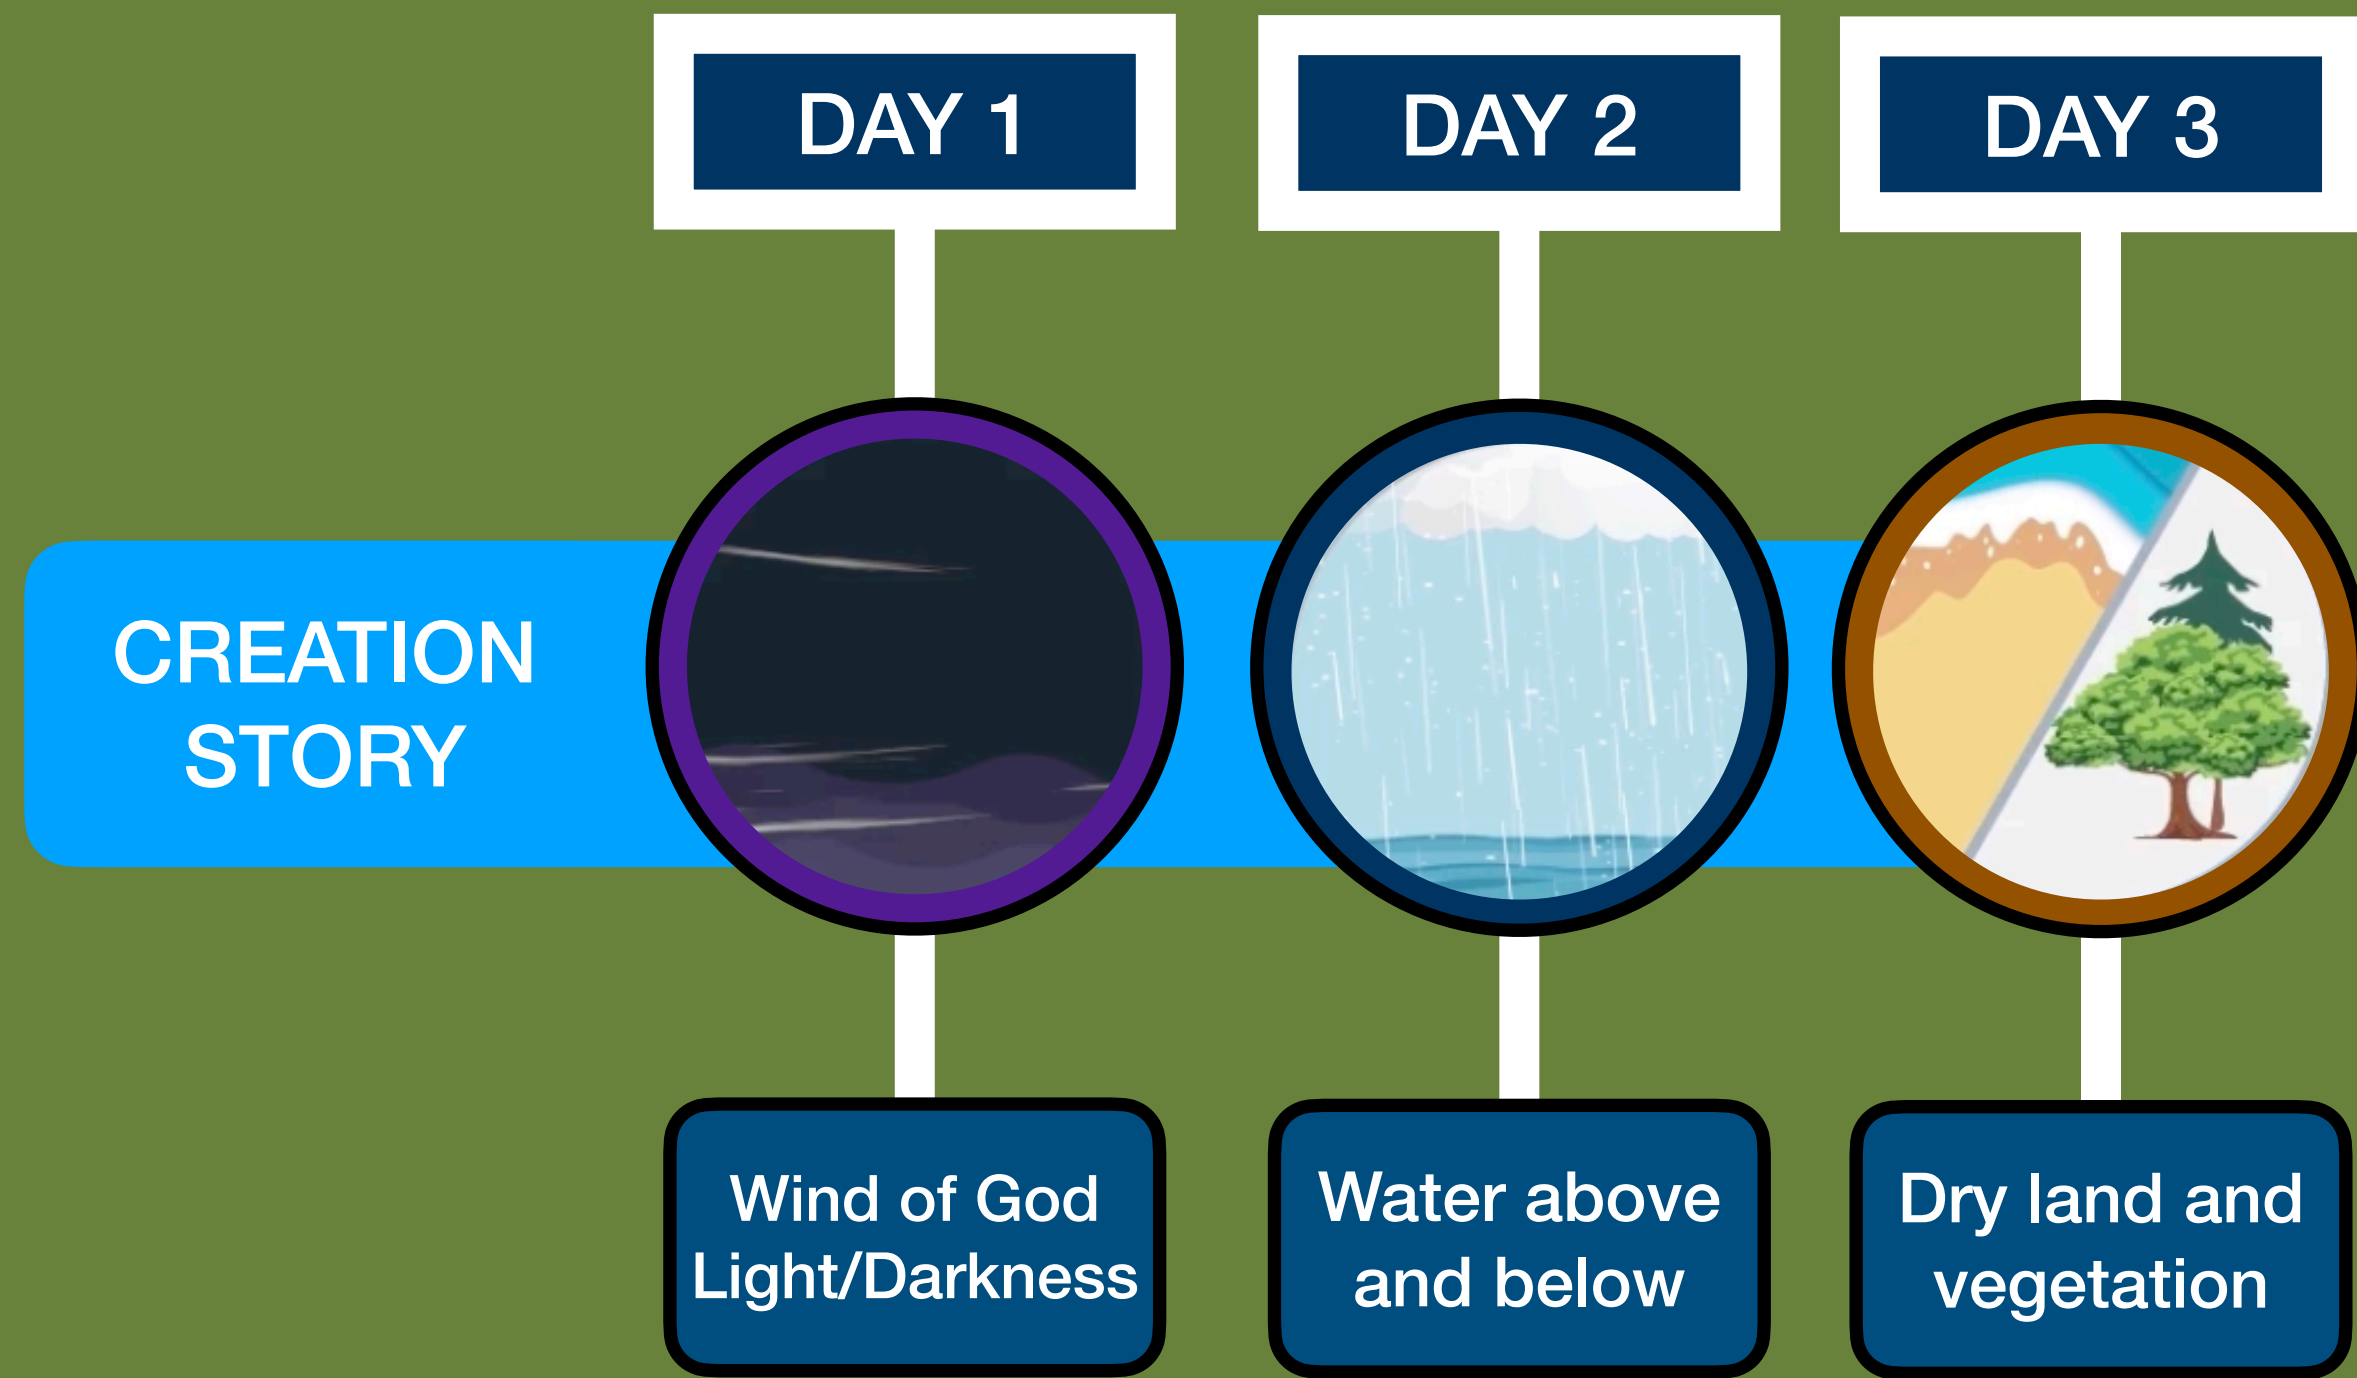 DAY 1
DAY 2
DAY 3
CREATION
STORY
Wind of God
Light/Darkness
Water above
and below
Dry land and
vegetation